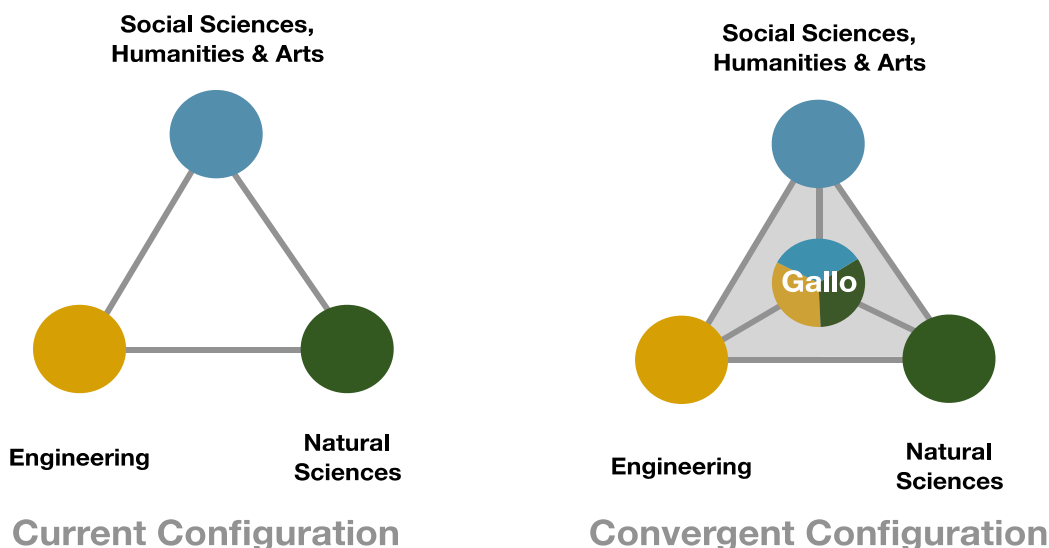 Social Sciences,
Humanities & Arts
Engineering
Natural
Sciences
Current Configuration
Social Sciences,
Humanities & Arts
Gallo
Engineering
Natural
Sciences
Convergent Configuration